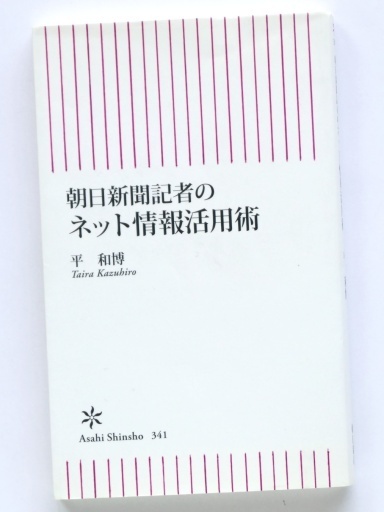 朝日新聞記者の
ネット情報活用術
平 和博
Taira Kazuhiro
Asahi Shinsho 341